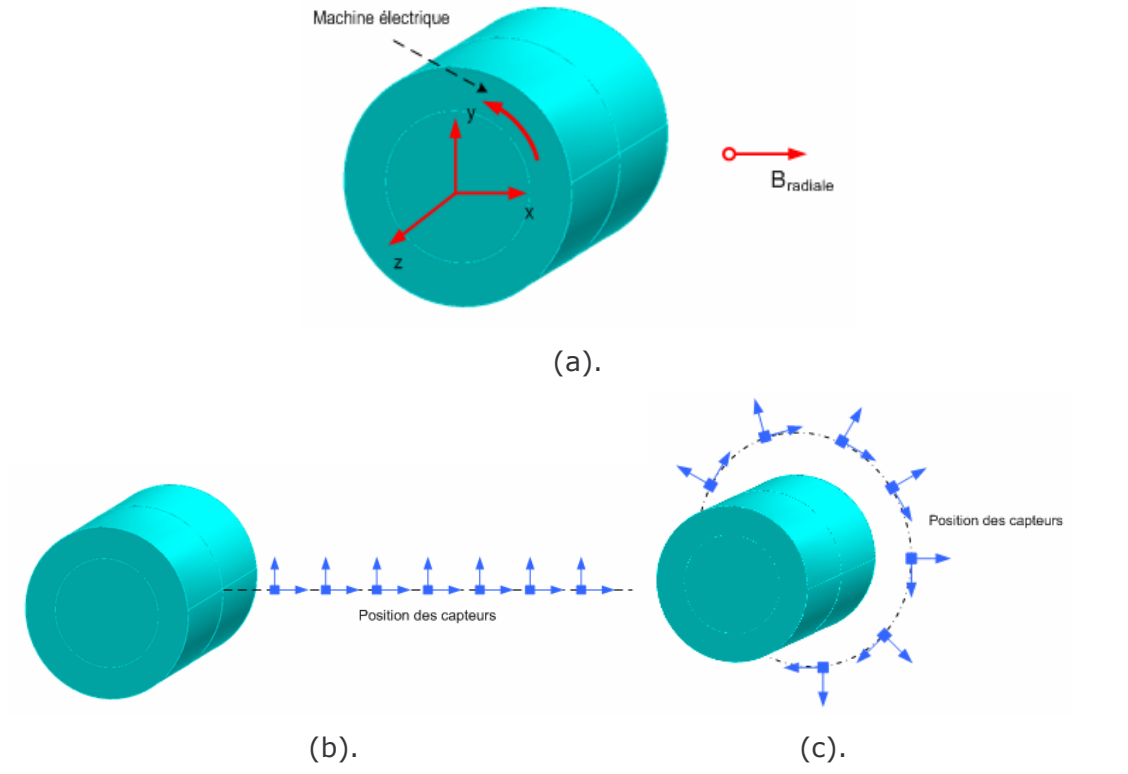 Machine électrique
y
x
z
B radiale
(a).
Position des capteurs
Position des capteurs
(b).
(c).